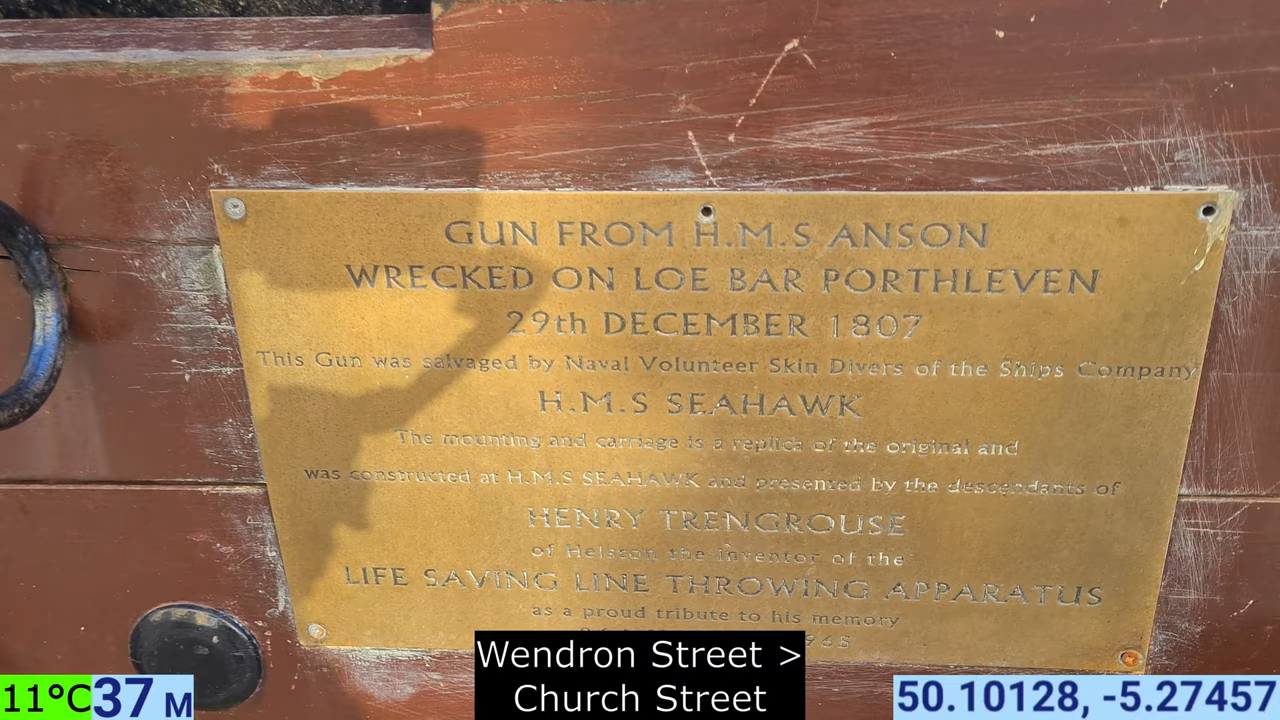 GUN FROM H.M.S ANSON
WRECKED ON LOE BAR PORTHLEVEN
29th DECEMBER 1807
This Gun was salvaged by Naval Volunteer Skin Divers of the Ships Company
H.M.S SEAHAWK
The mounting and carriage is a replica of the original and
was constructed at H.M.S SEAHAWK and presented by the descendants of
HENRY TRENGROUSE
of Helston the inventor of the
LIFE SAVING LINE THROWING APPARATUS
as a proud tribute to his memory
Wendron Street >
Church Street
11°C 37 M
50.10128, -5.27457